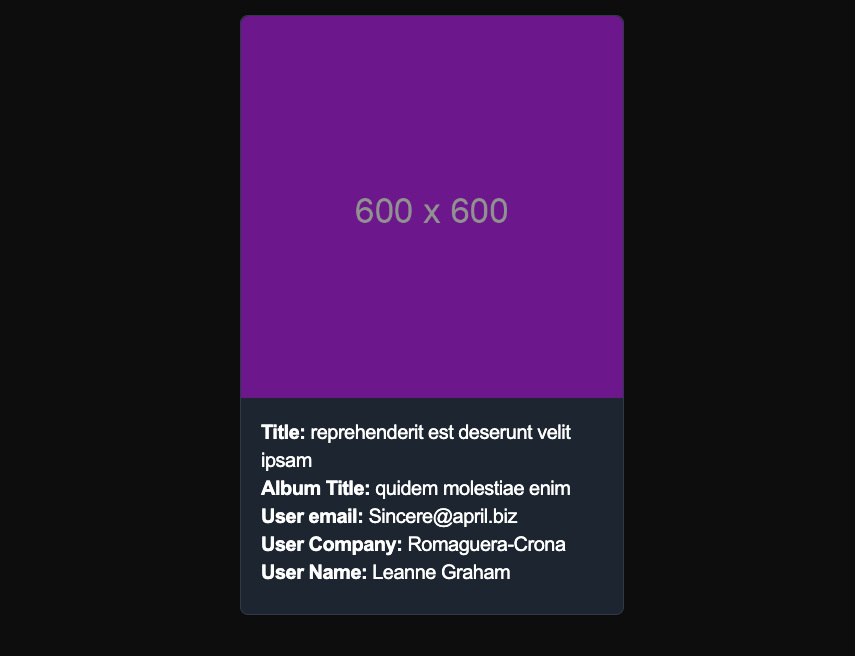 600 x 600
Title: reprehenderit est deserunt velit
ipsam
Album Title: quidem molestiae enim
User email: Sincere@april.biz
User Company: Romaguera-Crona
User Name: Leanne Graham